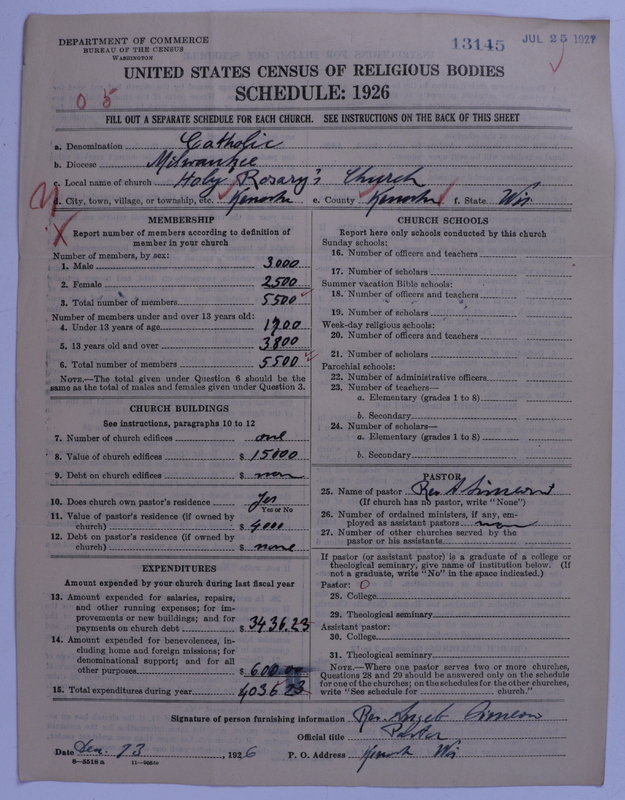 DEPARTMENT OF COMMERCE
BUREAU OF THE CENSUS
WASHINGTON
13145
JUL 25 1927
UNITED STATES CENSUS OF RELIGIOUS BODIES
SCHEDULE: 1926
0 5
FILL OUT A SEPARATE SCHEDULE FOR EACH CHURCH. SEE INSTRUCTIONS ON THE BACK OF THIS SHEET
a. Denomination Catholic
b. Diocese Milwaukee
c. Local name of church Holy Rosary's Church
d. City, town, village, or township, etc. Kenosha e. County Kenosha f. State Wis
MEMBERSHIP
Report number of members according to definition of
member in your church
Number of members, by sex:
1. Male 3000
2. Female 2500
3. Total number of members 5500
Number of members under and over 13 years old:
4. Under 13 years of age 1700
5. 13 years old and over 3800
6. Total number of members 5500
NOTE.—The total given under Question 6 should be the
same as the total of males and females given under Question 3.
CHURCH BUILDINGS
See instructions, paragraphs 10 to 12
7. Number of church edifices one
8. Value of church edifices $ 15000
9. Debt on church edifices $ non
10. Does church own pastor's residence Yes
Yes or No
11. Value of pastor's residence (if owned by
church) $ 4000
12. Debt on pastor's residence (if owned by
church) $ none
EXPENDITURES
Amount expended by your church during last fiscal year
13. Amount expended for salaries, repairs,
and other running expenses; for im-
provements or new buildings; and for
payments on church debt $ 3436.23
14. Amount expended for benevolences, in-
cluding home and foreign missions; for
denominational support; and for all
other purposes $ 600.00
15. Total expenditures during year 4036 23
CHURCH SCHOOLS
Report here only schools conducted by this church
Sunday schools:
16. Number of officers and teachers
17. Number of scholars
Summer vacation Bible schools:
18. Number of officers and teachers
19. Number of scholars
Week-day religious schools:
20. Number of officers and teachers
21. Number of scholars
Parochial schools:
22. Number of administrative officers
23. Number of teachers—
a. Elementary (grades 1 to 8)
b. Secondary
24. Number of scholars—
a. Elementary (grades 1 to 8)
b. Secondary
PASTOR
25. Name of pastor Rev A
(If church has no pastor, write "None")
26. Number of ordained ministers, if any, em-
ployed as assistant pastors non
27. Number of other churches served by the
pastor or his assistants
If pastor (or assistant pastor) is a graduate of a college or
theological seminary, give name of institution below. (If
not a graduate, write "No" in the space indicated.)
Pastor: 0
28. College
29. Theological seminary
Assistant pastor:
30. College
31. Theological seminary
NOTE.—Where one pastor serves two or more churches,
Questions 28 and 29 should be answered only on the schedule
for one of the churches; on the schedules for the other churches,
write "See schedule for church."
Signature of person furnishing information Rev.
Official title Pastor
Date 1926 P. O. Address Kenosh Wis
8-5518 a